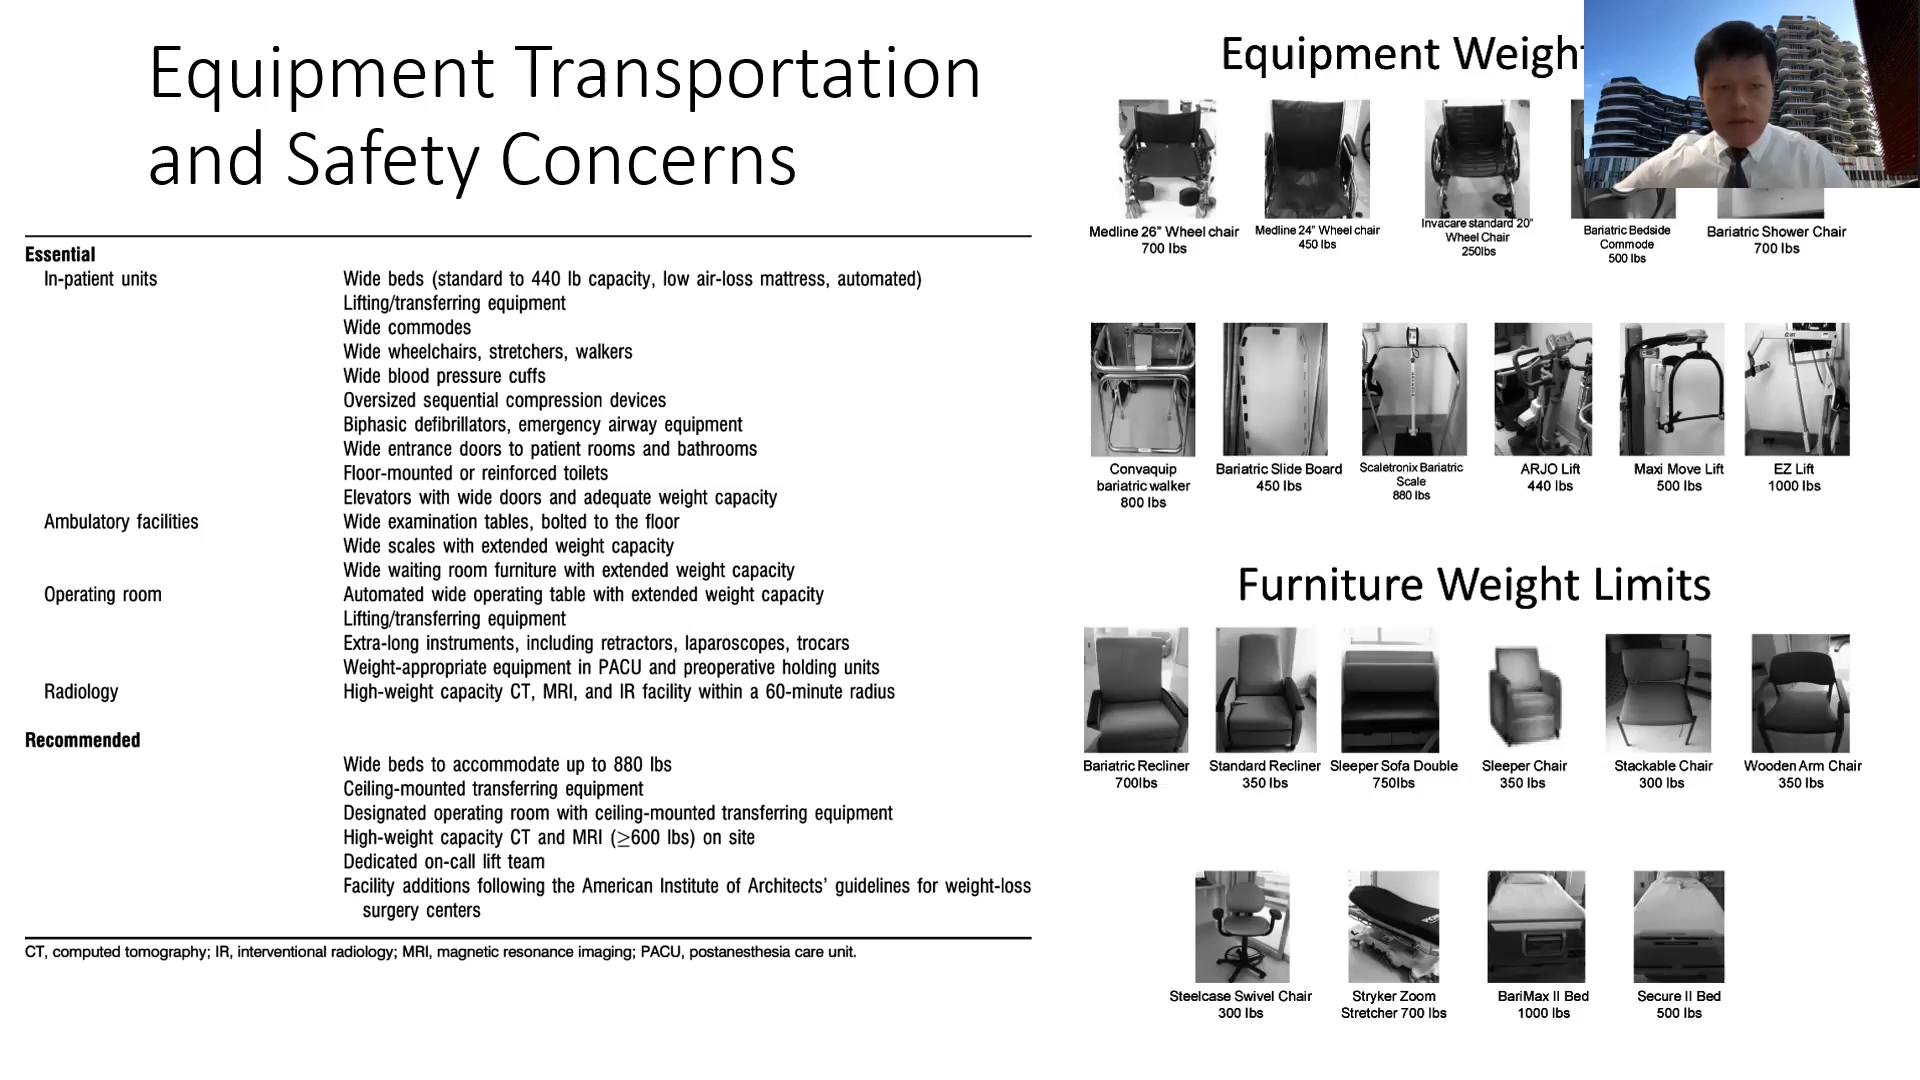 Equipment Transportation
and Safety Concerns
Essential
In-patient units
Wide beds (standard to 440 lb capacity, low air-loss mattress, automated)
Lifting/transferring equipment
Wide commodes
Wide wheelchairs, stretchers, walkers
Wide blood pressure cuffs
Oversized sequential compression devices
Biphasic defibrillators, emergency airway equipment
Wide entrance doors to patient rooms and bathrooms
Floor-mounted or reinforced toilets
Elevators with wide doors and adequate weight capacity
Ambulatory facilities
Wide examination tables, bolted to the floor
Wide scales with extended weight capacity
Wide waiting room furniture with extended weight capacity
Operating room
Automated wide operating table with extended weight capacity
Lifting/transferring equipment
Extra-long instruments, including retractors, laparoscopes, trocars
Weight-appropriate equipment in PACU and preoperative holding units
Radiology
High-weight capacity CT, MRI, and IR facility within a 60-minute radius
Recommended
Wide beds to accommodate up to 880 lbs
Ceiling-mounted transferring equipment
Designated operating room with ceiling-mounted transferring equipment
High-weight capacity CT and MRI (≥600 lbs) on site
Dedicated on-call lift team
Facility additions following the American Institute of Architects' guidelines for weight-loss
surgery centers
CT, computed tomography; IR, interventional radiology; MRI, magnetic resonance imaging; PACU, postanesthesia care unit.
Equipment Weigh
Medline 26" Wheel chair
700 lbs
Medline 24" Wheel chair
450 lbs
Invacare standard 20"
Wheel Chair
250lbs
Bariatric Bedside
Commode
500 lbs
Bariatric Shower Chair
700 lbs
Convaquip
bariatric walker
800 lbs
Bariatric Slide Board
450 lbs
Scaletronix Bariatric
Scale
880 lbs
ARJO Lift
440 lbs
Maxi Move Lift
500 lbs
EZ Lift
1000 lbs
Furniture Weight Limits
Bariatric Recliner
700lbs
Standard Recliner
350 lbs
Sleeper Sofa Double
750lbs
Sleeper Chair
350 lbs
Stackable Chair
300 lbs
Wooden Arm Chair
350 lbs
Steelcase Swivel Chair
300 lbs
Stryker Zoom
Stretcher 700 lbs
BariMax II Bed
1000 lbs
Secure II Bed
500 lbs